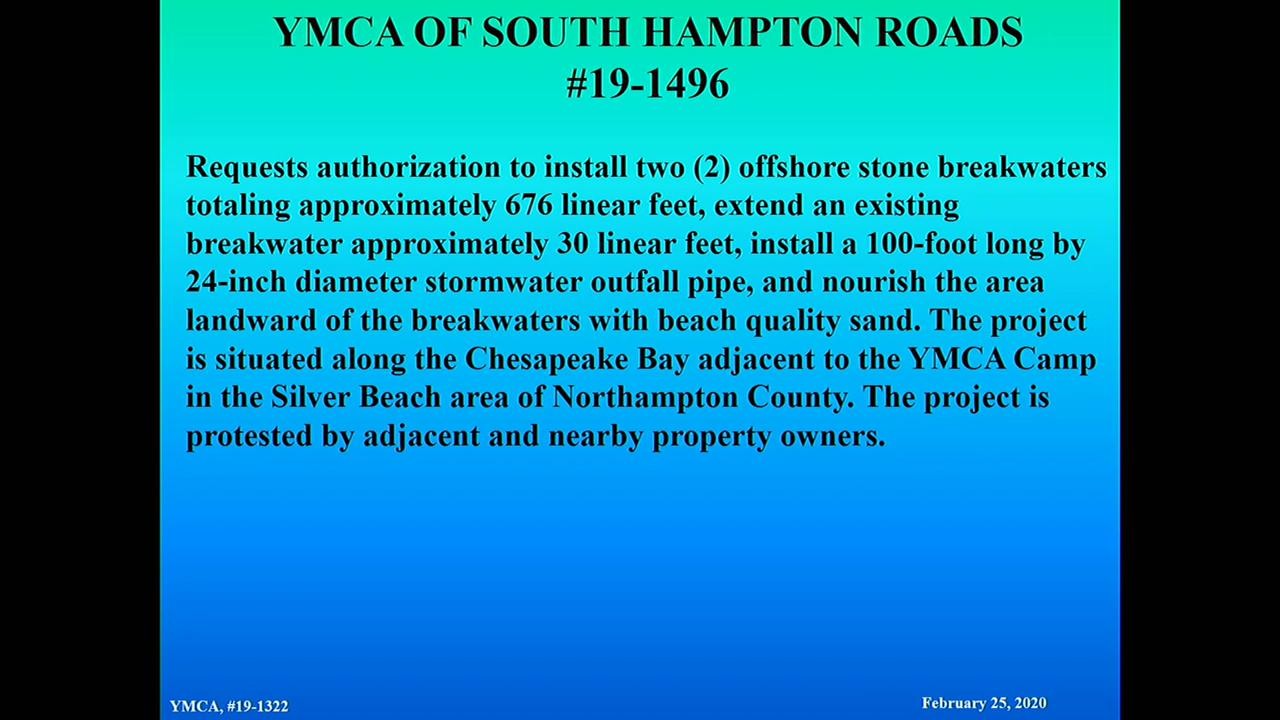 YMCA OF SOUTH HAMPTON ROADS
#19-1496
Requests authorization to install two (2) offshore stone breakwaters
totaling approximately 676 linear feet, extend an existing
breakwater approximately 30 linear feet, install a 100-foot long by
24-inch diameter stormwater outfall pipe, and nourish the area
landward of the breakwaters with beach quality sand. The project
is situated along the Chesapeake Bay adjacent to the YMCA Camp
in the Silver Beach area of Northampton County. The project is
protested by adjacent and nearby property owners.
YMCA, #19-1322
February 25, 2020